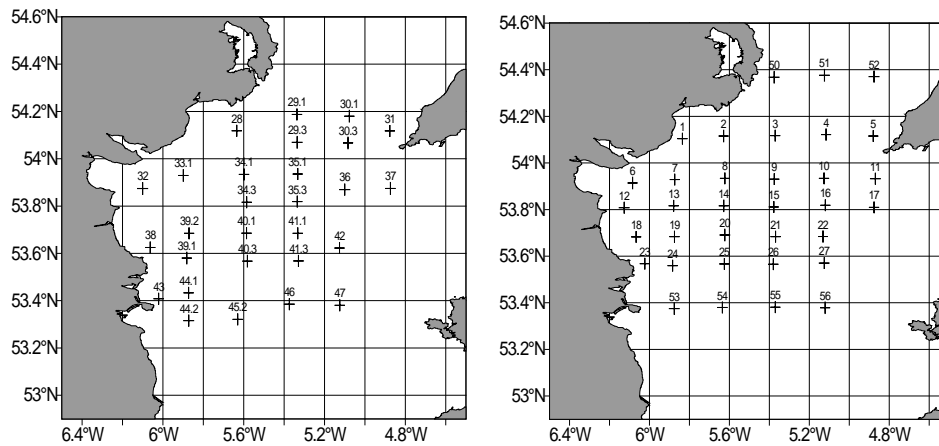 54.6°N
54.4°N
54.2°N
54°N
53.8°N
53.6°N
53.4°N
53.2°N
53°N
29.1 30.1
28 31
29.3 30.3
33.1 34.1 35.1
32 36 37
34.3 35.3
39.2 40.1 41.1
38 42
39.1 40.3 41.3
44.1
43 46 47
44.2 45.2
6.4°W 6°W 5.6°W 5.2°W 4.8°W
54.6°N
54.4°N
54.2°N
54°N
53.8°N
53.6°N
53.4°N
53.2°N
53°N
50 51 52
1 2 3 4 5
6 7 8 9 10 11
12 13 14 15 16 17
18 19 20 21 22
23 24 25 26 27
53 54 55 56
6.4°W 6°W 5.6°W 5.2°W 4.8°W